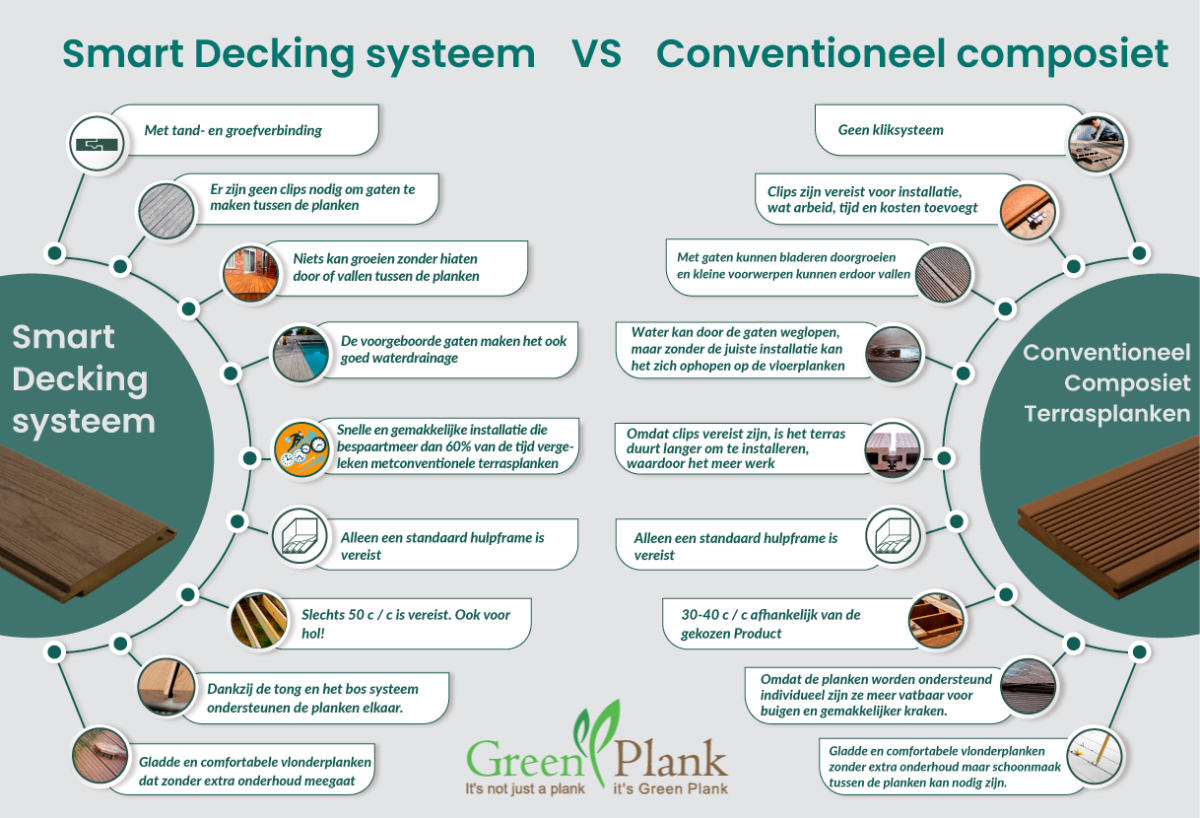 Smart Decking systeem VS Conventioneel composiet
Met tand- en groefverbinding
Er zijn geen clips nodig om gaten te
maken tussen de planken
Niets kan groeien zonder hiaten
door of vallen tussen de planken
De voorgeboorde gaten maken het ook
goed waterdrainage
Snelle en gemakkelijke installatie die
bespaartmeer dan 60% van de tijd verge-
leken metconventionele terrasplanken
Alleen een standaard hulpframe is
vereist
Slechts 50 c / c is vereist. Ook voor
hol!
Dankzij de tong en het bos systeem
ondersteunen de planken elkaar.
Gladde en comfortabele vlonderplanken
dat zonder extra onderhoud meegaat
Smart
Decking
systeem
Geen kliksysteem
Clips zijn vereist voor installatie,
wat arbeid, tijd en kosten toevoegt
Met gaten kunnen bladeren doorgroeien
en kleine voorwerpen kunnen erdoor vallen
Water kan door de gaten weglopen,
maar zonder de juiste installatie kan
het zich ophopen op de vloerplanken
Omdat clips vereist zijn, is het terras
duurt langer om te installeren,
waardoor het meer werk
Alleen een standaard hulpframe is
vereist
30-40 c / c afhankelijk van de
gekozen Product
Omdat de planken worden ondersteund
individueel zijn ze meer vatbaar voor
buigen en gemakkelijker kraken.
Gladde en comfortabele vlonderplanken
zonder extra onderhoud maar schoonmaak
tussen de planken kan nodig zijn.
Conventioneel
Composiet
Terrasplanken
Green Plank
It's not just a plank it's Green Plank